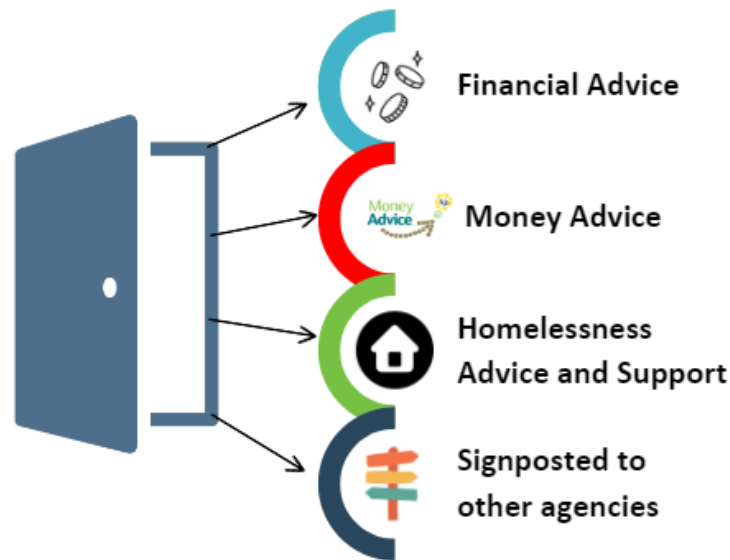 Financial Advice
Money
Advice
Money Advice
Homelessness
Advice and Support
Signposted to
other agencies